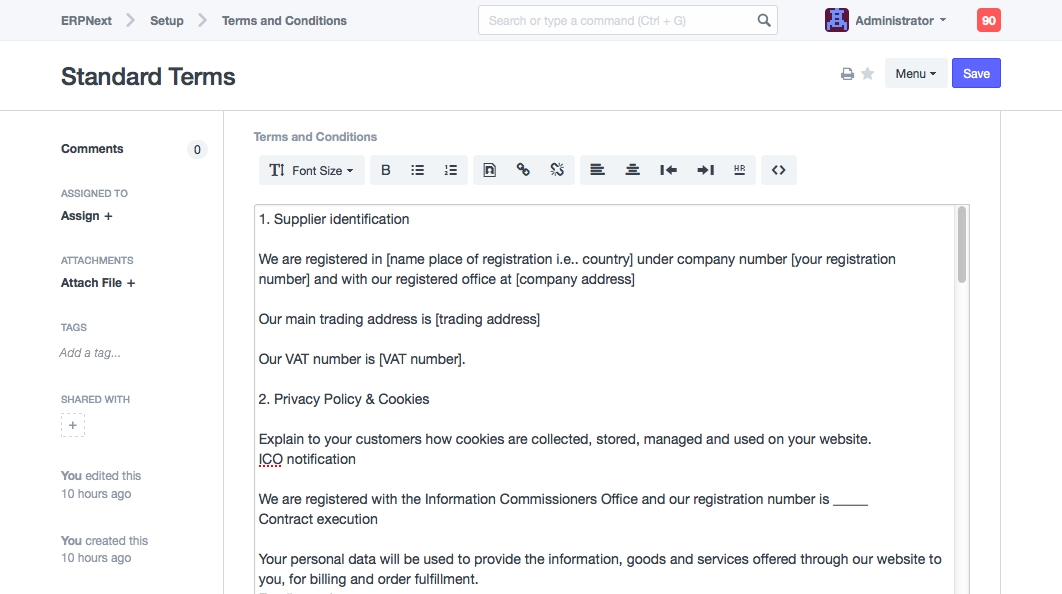 ERPNext Setup Terms and Conditions Search or type a command (Ctrl + G) Administrator 90
Standard Terms Menu Save
Comments 0
ASSIGNED TO
Assign +
ATTACHMENTS
Attach File +
TAGS
Add a tag...
SHARED WITH
+
You edited this
10 hours ago
You created this
10 hours ago
Terms and Conditions
Font Size B HR
1. Supplier identification
We are registered in [name place of registration i.e.. country] under company number [your registration
number] and with our registered office at [company address]
Our main trading address is [trading address]
Our VAT number is [VAT number].
2. Privacy Policy & Cookies
Explain to your customers how cookies are collected, stored, managed and used on your website.
ICO notification
We are registered with the Information Commissioners Office and our registration number is _____
Contract execution
Your personal data will be used to provide the information, goods and services offered through our website to
you, for billing and order fulfillment.